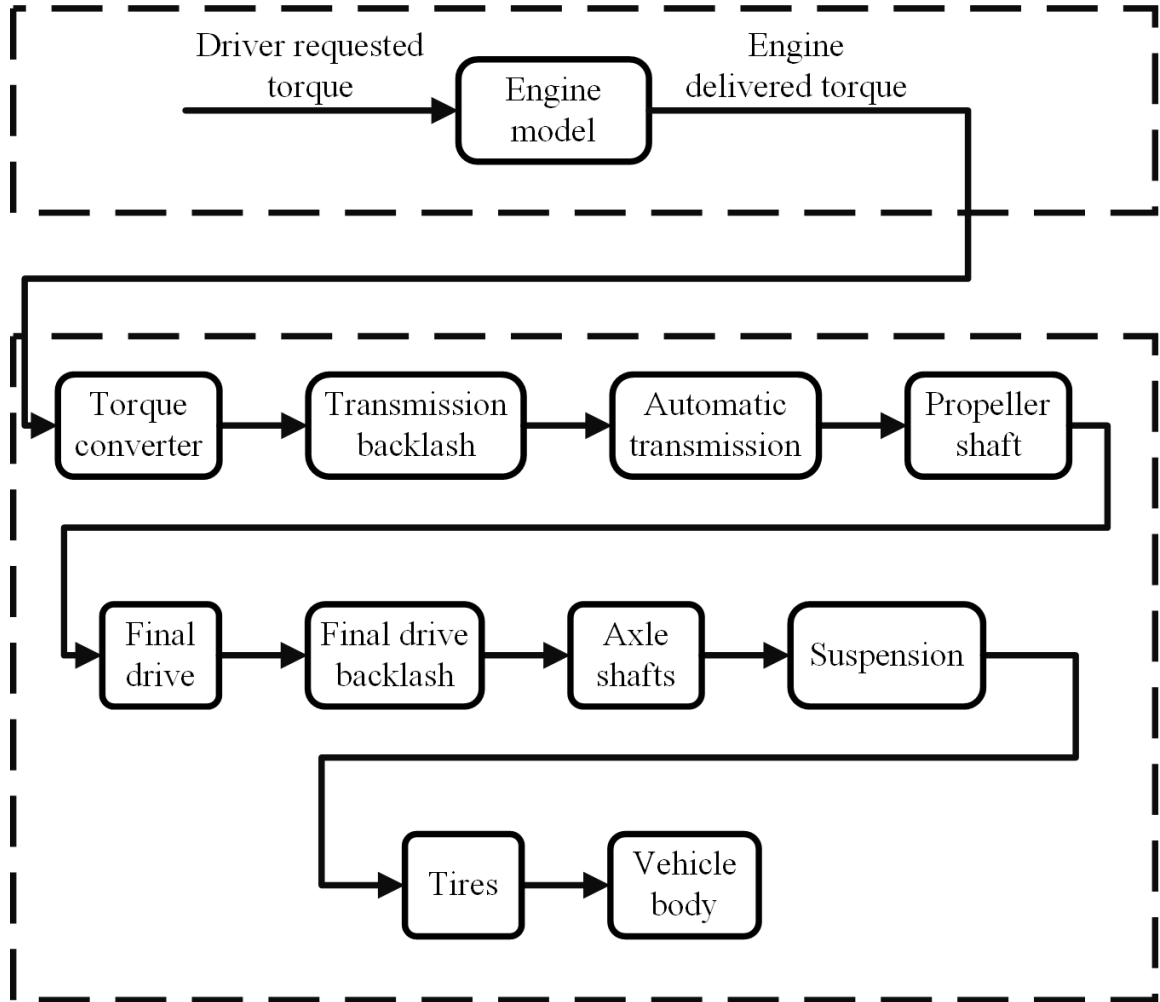 Driver requested
torque
Engine
model
Engine
delivered torque
Torque
converter
Transmission
backlash
Automatic
transmission
Propeller
shaft
Final
drive
Final drive
backlash
Axle
shafts
Suspension
Tires
Vehicle
body